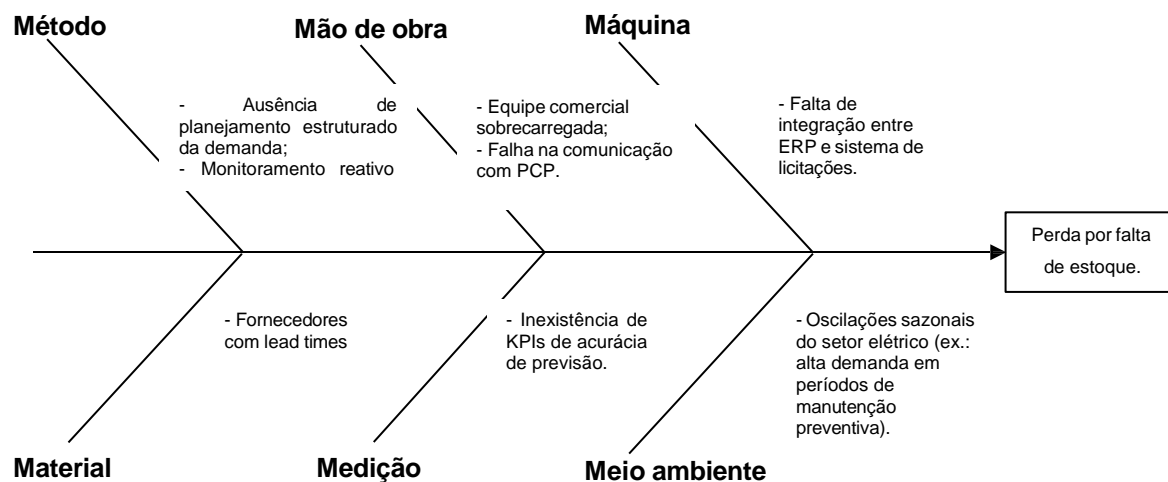 Método
Mão de obra
Máquina
- Ausência de
planejamento estruturado
da demanda;
- Monitoramento reativo
- Equipe comercial
sobrecarregada;
- Falha na comunicação
com PCP.
- Falta de
integração entre
ERP e sistema de
licitações.
Perda por falta
de estoque.
- Fornecedores
com lead times
- Inexistência de
KPIs de acurácia
de previsão.
- Oscilações sazonais
do setor elétrico (ex.:
alta demanda em
períodos de
manutenção
preventiva).
Material
Medição
Meio ambiente